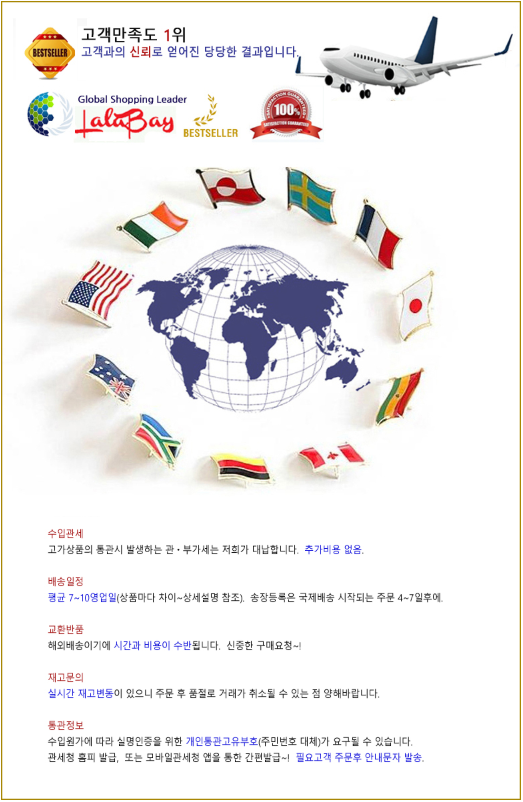 고객만족도 1위
고객과의 신뢰로 얻어진 당당한 결과입니다.
BESTSELLER
Global Shopping Leader
LalaBay
BESTSELLER
SATISFACTION GUARANTEED
100%
SATISFACTION GUARANTEED
수입관세
고가상품의 통관시 발생하는 관•부가세는 저희가 대납합니다. 추가비용 없음.
배송일정
평균 7~10영업일(상품마다 차이~상세설명 참조). 송장등록은 국제배송 시작되는 주문 4~7일후에.
교환반품
해외배송이기에 시간과 비용이 수반됩니다. 신중한 구매요청~!
재고문의
실시간 재고변동이 있으니 주문 후 품절로 거래가 취소될 수 있는 점 양해바랍니다.
통관정보
수입원가에 따라 실명인증을 위한 개인통관고유부호(주민번호 대체)가 요구될 수 있습니다.
관세청 홈피 발급, 또는 모바일관세청 앱을 통한 간편발급~! 필요고객 주문후 안내문자 발송.